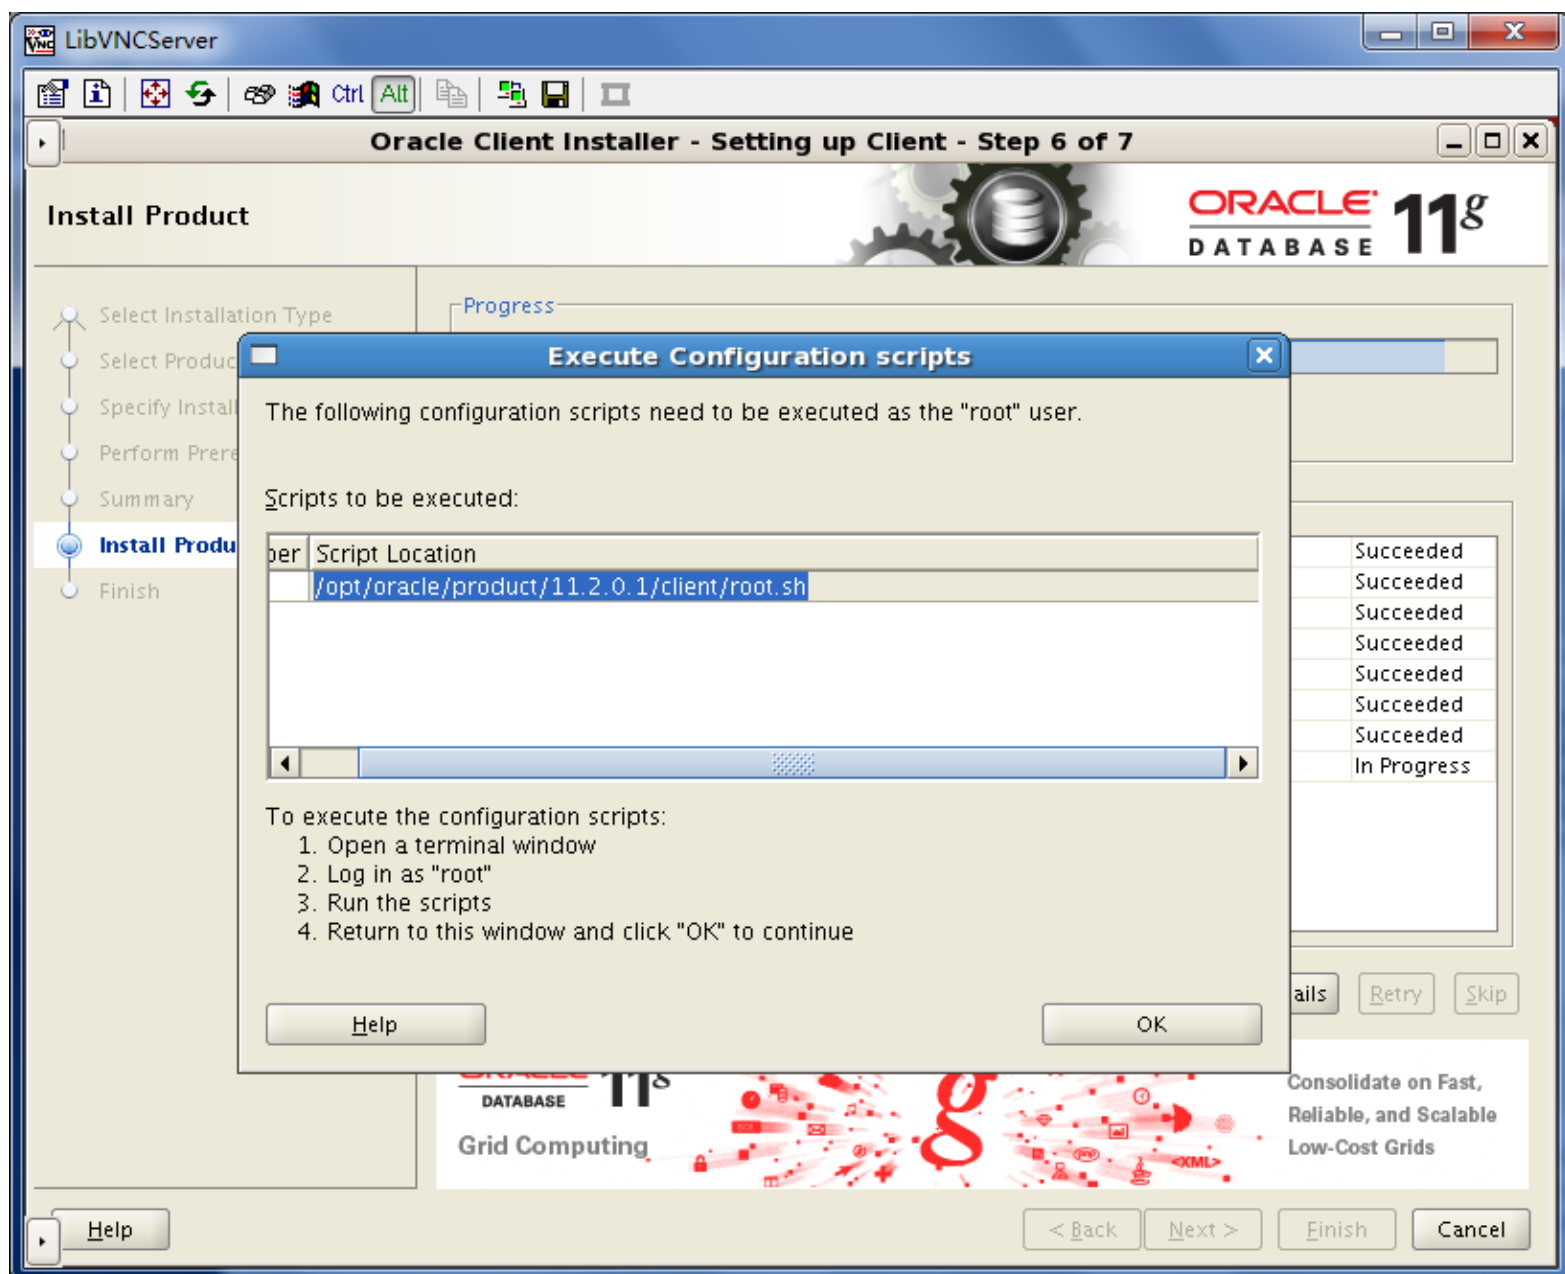 LibVNCServer
Ctrl Alt
Oracle Client Installer - Setting up Client - Step 6 of 7
Install Product
ORACLE
DATABASE
11g
Select Installation Type
Select Produc
Specify Install
Perform Prere
Summary
Install Produ
Finish
Progress
Execute Configuration scripts
The following configuration scripts need to be executed as the "root" user.
Scripts to be executed:
ber Script Location
/opt/oracle/product/11.2.0.1/client/root.sh
To execute the configuration scripts:
1. Open a terminal window
2. Log in as "root"
3. Run the scripts
4. Return to this window and click "OK" to continue
Help OK
Succeeded
Succeeded
Succeeded
Succeeded
Succeeded
Succeeded
Succeeded
In Progress
ails Retry Skip
ORACLE 11g
DATABASE
Grid Computing
g
php
<XML>
Consolidate on Fast,
Reliable, and Scalable
Low-Cost Grids
Help < Back Next > Finish Cancel